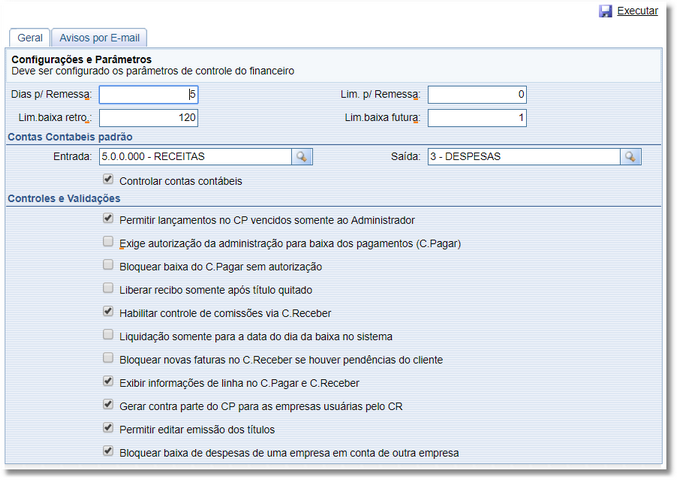 Executar
Geral
Avisos por E-mail
Configurações e Parâmetros
Deve ser configurado os parâmetros de controle do financeiro
Dias p/ Remessa: 5 Lim. p/ Remessa: 0
Lim.baixa retro.: 120 Lim.baixa futura: 1
Contas Contabeis padrão
Entrada: 5.0.0.000 - RECEITAS Saída: 3 - DESPESAS
Controlar contas contábeis
Controles e Validações
Permitir lançamentos no CP vencidos somente ao Administrador
Exige autorização da administração para baixa dos pagamentos (C.Pagar)
Bloquear baixa do C.Pagar sem autorização
Liberar recibo somente após título quitado
Habilitar controle de comissões via C.Receber
Liquidação somente para a data do dia da baixa no sistema
Bloquear novas faturas no C.Receber se houver pendências do cliente
Exibir informações de linha no C.Pagar e C.Receber
Gerar contra parte do CP para as empresas usuárias pelo CR
Permitir editar emissão dos títulos
Bloquear baixa de despesas de uma empresa em conta de outra empresa